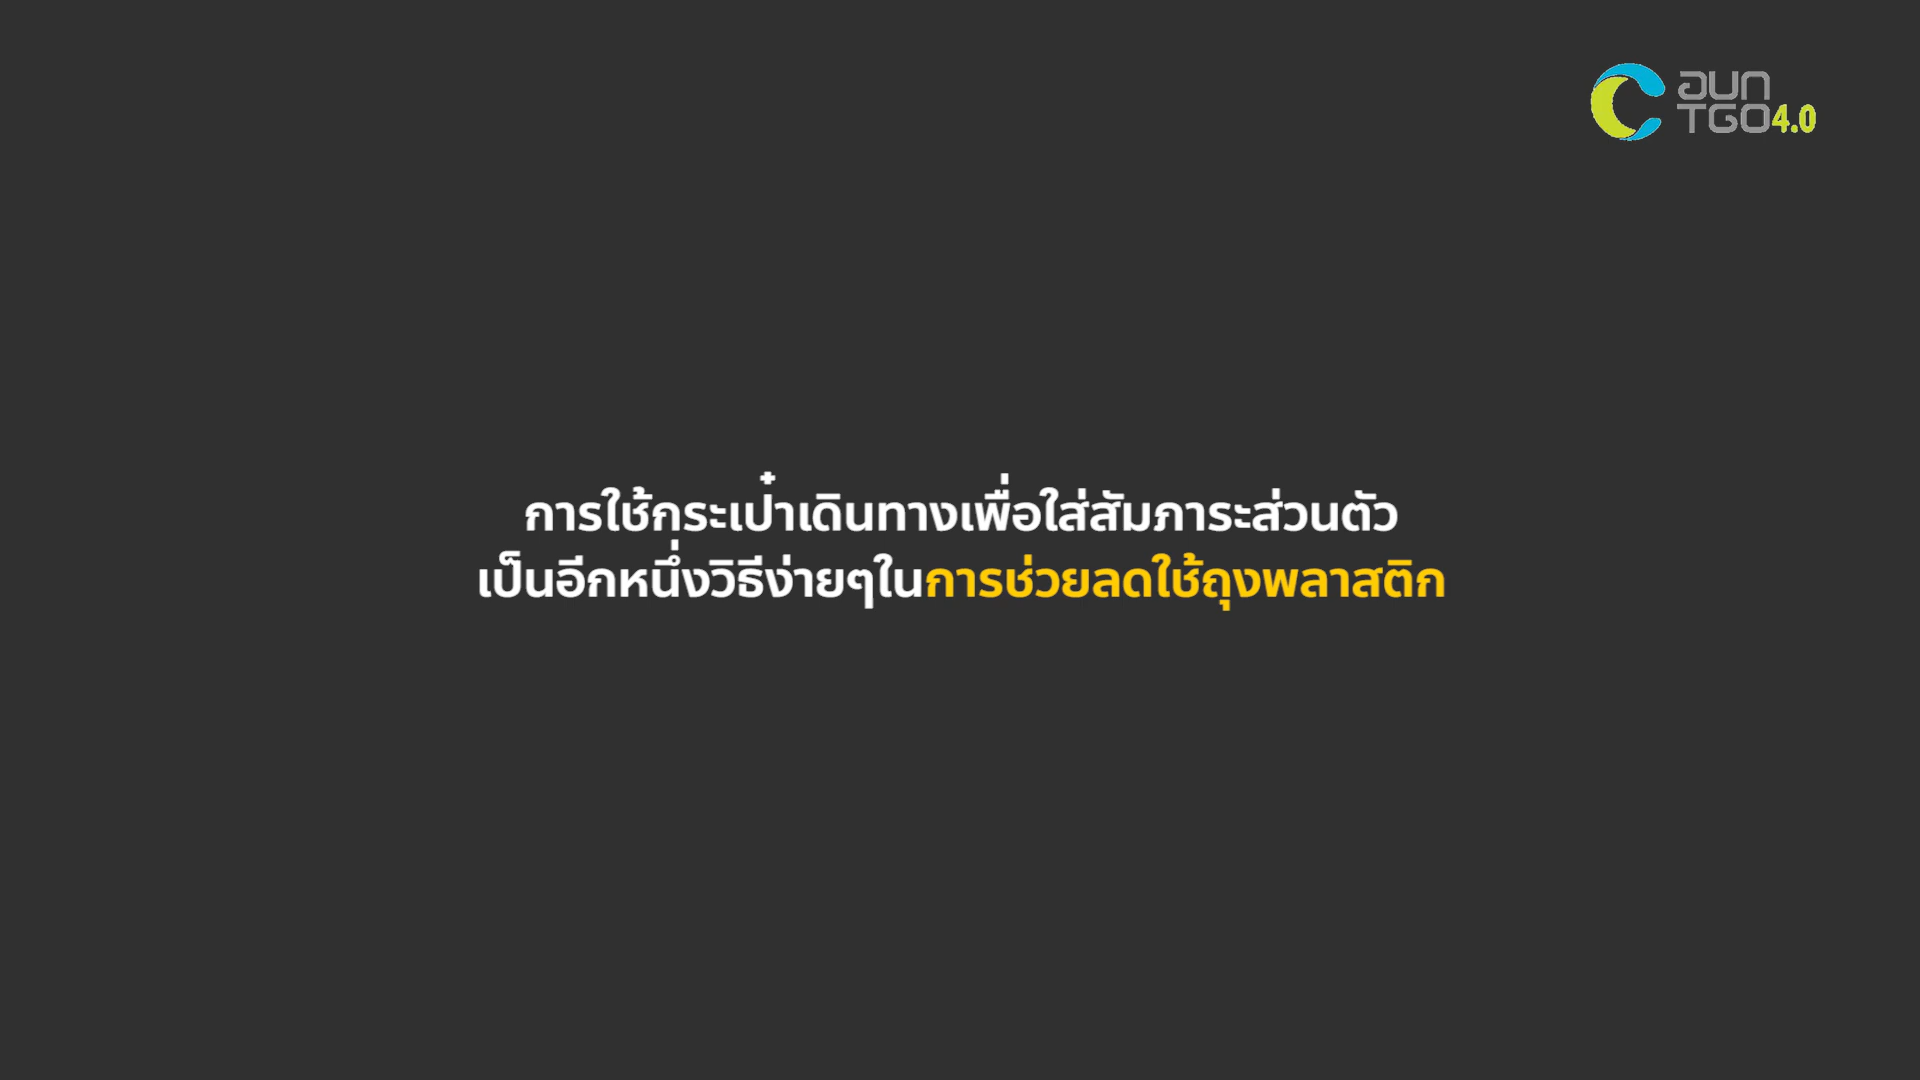 อบก
TGO4.0
การใช้กระเป๋าเดินทางเพื่อใส่สัมภาระส่วนตัว
เป็นอีกหนึ่งวิธีง่ายๆในการช่วยลดใช้ถุงพลาสติก